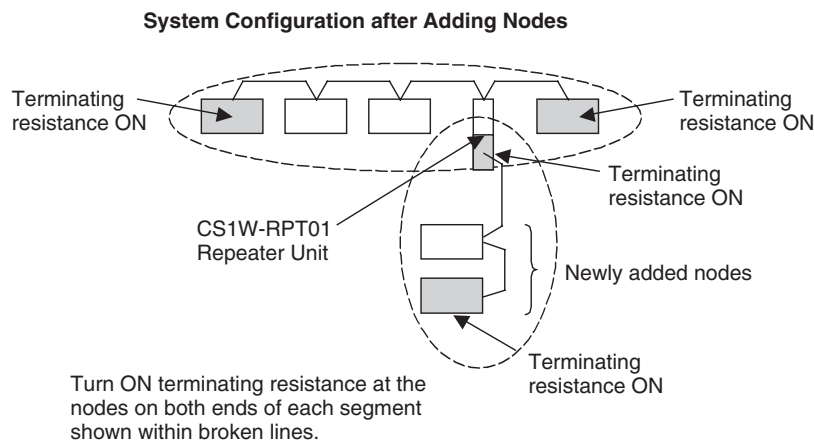 System Configuration after Adding Nodes
Terminating
resistance ON
Terminating
resistance ON
Terminating
resistance ON
CS1W-RPT01
Repeater Unit
Newly added nodes
Terminating
resistance ON
Turn ON terminating resistance at the
nodes on both ends of each segment
shown within broken lines.